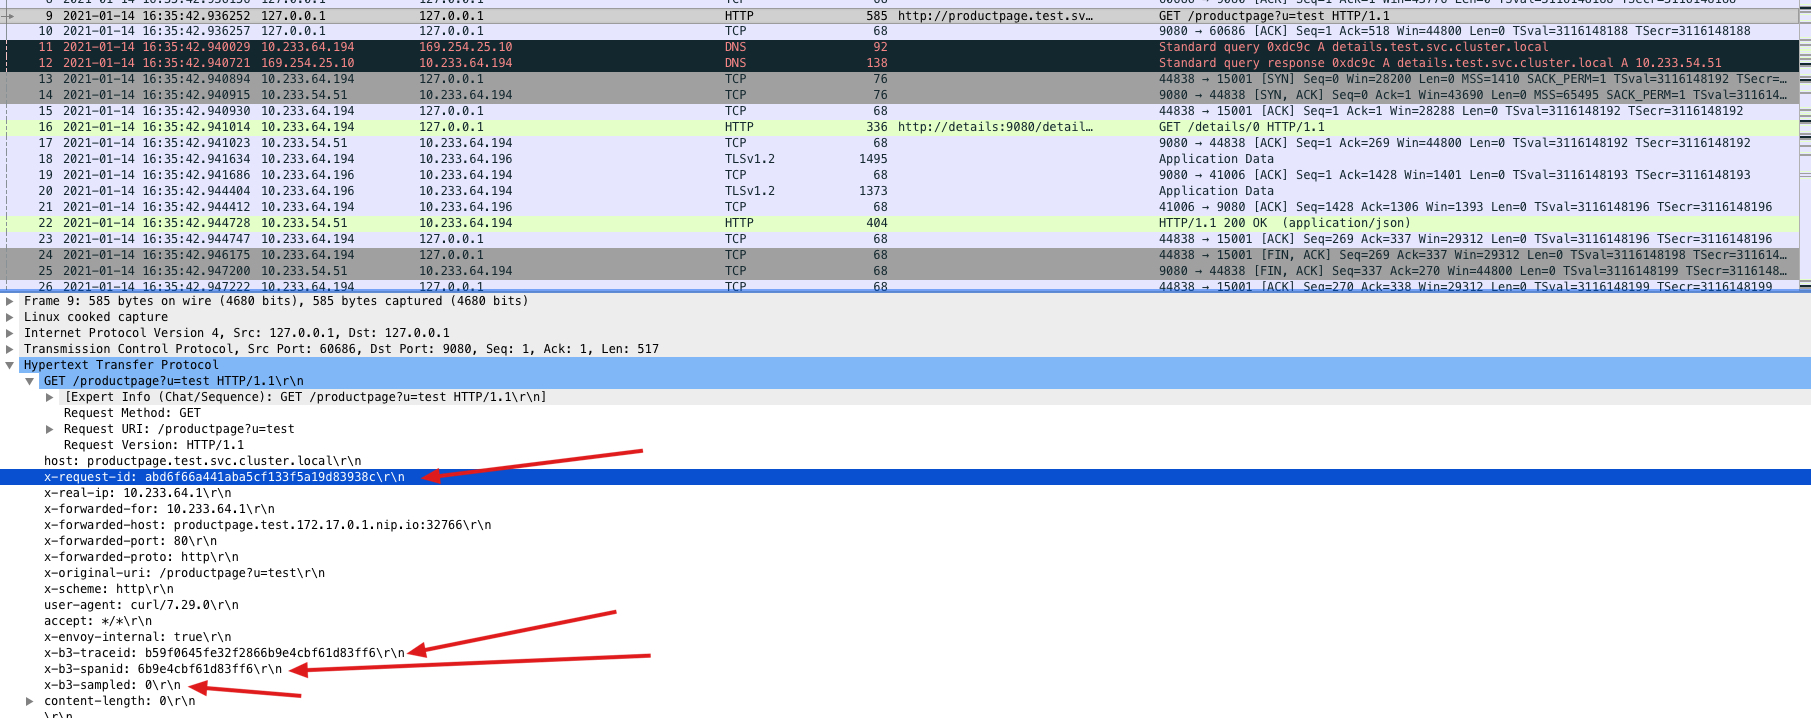 9 2021-01-14 16:35:42.936252 127.0.0.1 127.0.0.1 HTTP 585 http://productpage.test.sv… GET /productpage?u=test HTTP/1.1
10 2021-01-14 16:35:42.936257 127.0.0.1 127.0.0.1 TCP 68 9080 → 60686 [ACK] Seq=1 Ack=518 Win=44800 Len=0 TSval=3116148188 TSecr=3116148188
11 2021-01-14 16:35:42.940029 10.233.64.194 169.254.25.10 DNS 92 Standard query 0xdc9c A details.test.svc.cluster.local
12 2021-01-14 16:35:42.940721 169.254.25.10 10.233.64.194 DNS 138 Standard query response 0xdc9c A details.test.svc.cluster.local A 10.233.54.51
13 2021-01-14 16:35:42.940894 10.233.64.194 127.0.0.1 TCP 76 44838 → 15001 [SYN] Seq=0 Win=28200 Len=0 MSS=1410 SACK_PERM=1 TSval=3116148192 TSecr=…
14 2021-01-14 16:35:42.940915 10.233.54.51 10.233.64.194 TCP 76 9080 → 44838 [SYN, ACK] Seq=0 Ack=1 Win=43690 Len=0 MSS=65495 SACK_PERM=1 TSval=311614…
15 2021-01-14 16:35:42.940930 10.233.64.194 127.0.0.1 TCP 68 44838 → 15001 [ACK] Seq=1 Ack=1 Win=28288 Len=0 TSval=3116148192 TSecr=3116148192
16 2021-01-14 16:35:42.941014 10.233.64.194 127.0.0.1 HTTP 336 http://details:9080/detail… GET /details/0 HTTP/1.1
17 2021-01-14 16:35:42.941023 10.233.54.51 10.233.64.194 TCP 68 9080 → 44838 [ACK] Seq=1 Ack=269 Win=44800 Len=0 TSval=3116148192 TSecr=3116148192
18 2021-01-14 16:35:42.941634 10.233.64.194 10.233.64.196 TLSv1.2 1495 Application Data
19 2021-01-14 16:35:42.941686 10.233.64.196 10.233.64.194 TCP 68 9080 → 41006 [ACK] Seq=1 Ack=1428 Win=1401 Len=0 TSval=3116148193 TSecr=3116148193
20 2021-01-14 16:35:42.944404 10.233.64.196 10.233.64.194 TLSv1.2 1373 Application Data
21 2021-01-14 16:35:42.944412 10.233.64.194 10.233.64.196 TCP 68 41006 → 9080 [ACK] Seq=1428 Ack=1306 Win=1393 Len=0 TSval=3116148196 TSecr=3116148196
22 2021-01-14 16:35:42.944728 10.233.54.51 10.233.64.194 HTTP 404 HTTP/1.1 200 OK (application/json)
23 2021-01-14 16:35:42.944747 10.233.64.194 127.0.0.1 TCP 68 44838 → 15001 [ACK] Seq=269 Ack=337 Win=29312 Len=0 TSval=3116148196 TSecr=3116148196
24 2021-01-14 16:35:42.946175 10.233.64.194 127.0.0.1 TCP 68 44838 → 15001 [FIN, ACK] Seq=269 Ack=337 Win=29312 Len=0 TSval=3116148198 TSecr=311614…
25 2021-01-14 16:35:42.947200 10.233.54.51 10.233.64.194 TCP 68 9080 → 44838 [FIN, ACK] Seq=337 Ack=270 Win=44800 Len=0 TSval=3116148199 TSecr=3116148…
26 2021-01-14 16:35:42.947222 10.233.64.194 127.0.0.1 TCP 68 44838 → 15001 [ACK] Seq=270 Ack=338 Win=29312 Len=0 TSval=3116148199 TSecr=3116148199
Frame 9: 585 bytes on wire (4680 bits), 585 bytes captured (4680 bits)
Linux cooked capture
Internet Protocol Version 4, Src: 127.0.0.1, Dst: 127.0.0.1
Transmission Control Protocol, Src Port: 60686, Dst Port: 9080, Seq: 1, Ack: 1, Len: 517
Hypertext Transfer Protocol
GET /productpage?u=test HTTP/1.1\r\n
[Expert Info (Chat/Sequence): GET /productpage?u=test HTTP/1.1\r\n]
Request Method: GET
Request URI: /productpage?u=test
Request Version: HTTP/1.1
host: productpage.test.svc.cluster.local\r\n
x-request-id: abd6f66a441aba5cf133f5a19d83938c\r\n
x-real-ip: 10.233.64.1\r\n
x-forwarded-for: 10.233.64.1\r\n
x-forwarded-host: productpage.test.172.17.0.1.nip.io:32766\r\n
x-forwarded-port: 80\r\n
x-forwarded-proto: http\r\n
x-original-uri: /productpage?u=test\r\n
x-scheme: http\r\n
user-agent: curl/7.29.0\r\n
accept: */*\r\n
x-envoy-internal: true\r\n
x-b3-traceid: b59f0645fe32f2866b9e4cbf61d83ff6\r\n
x-b3-spanid: 6b9e4cbf61d83ff6\r\n
x-b3-sampled: 0\r\n
content-length: 0\r\n
\r\n